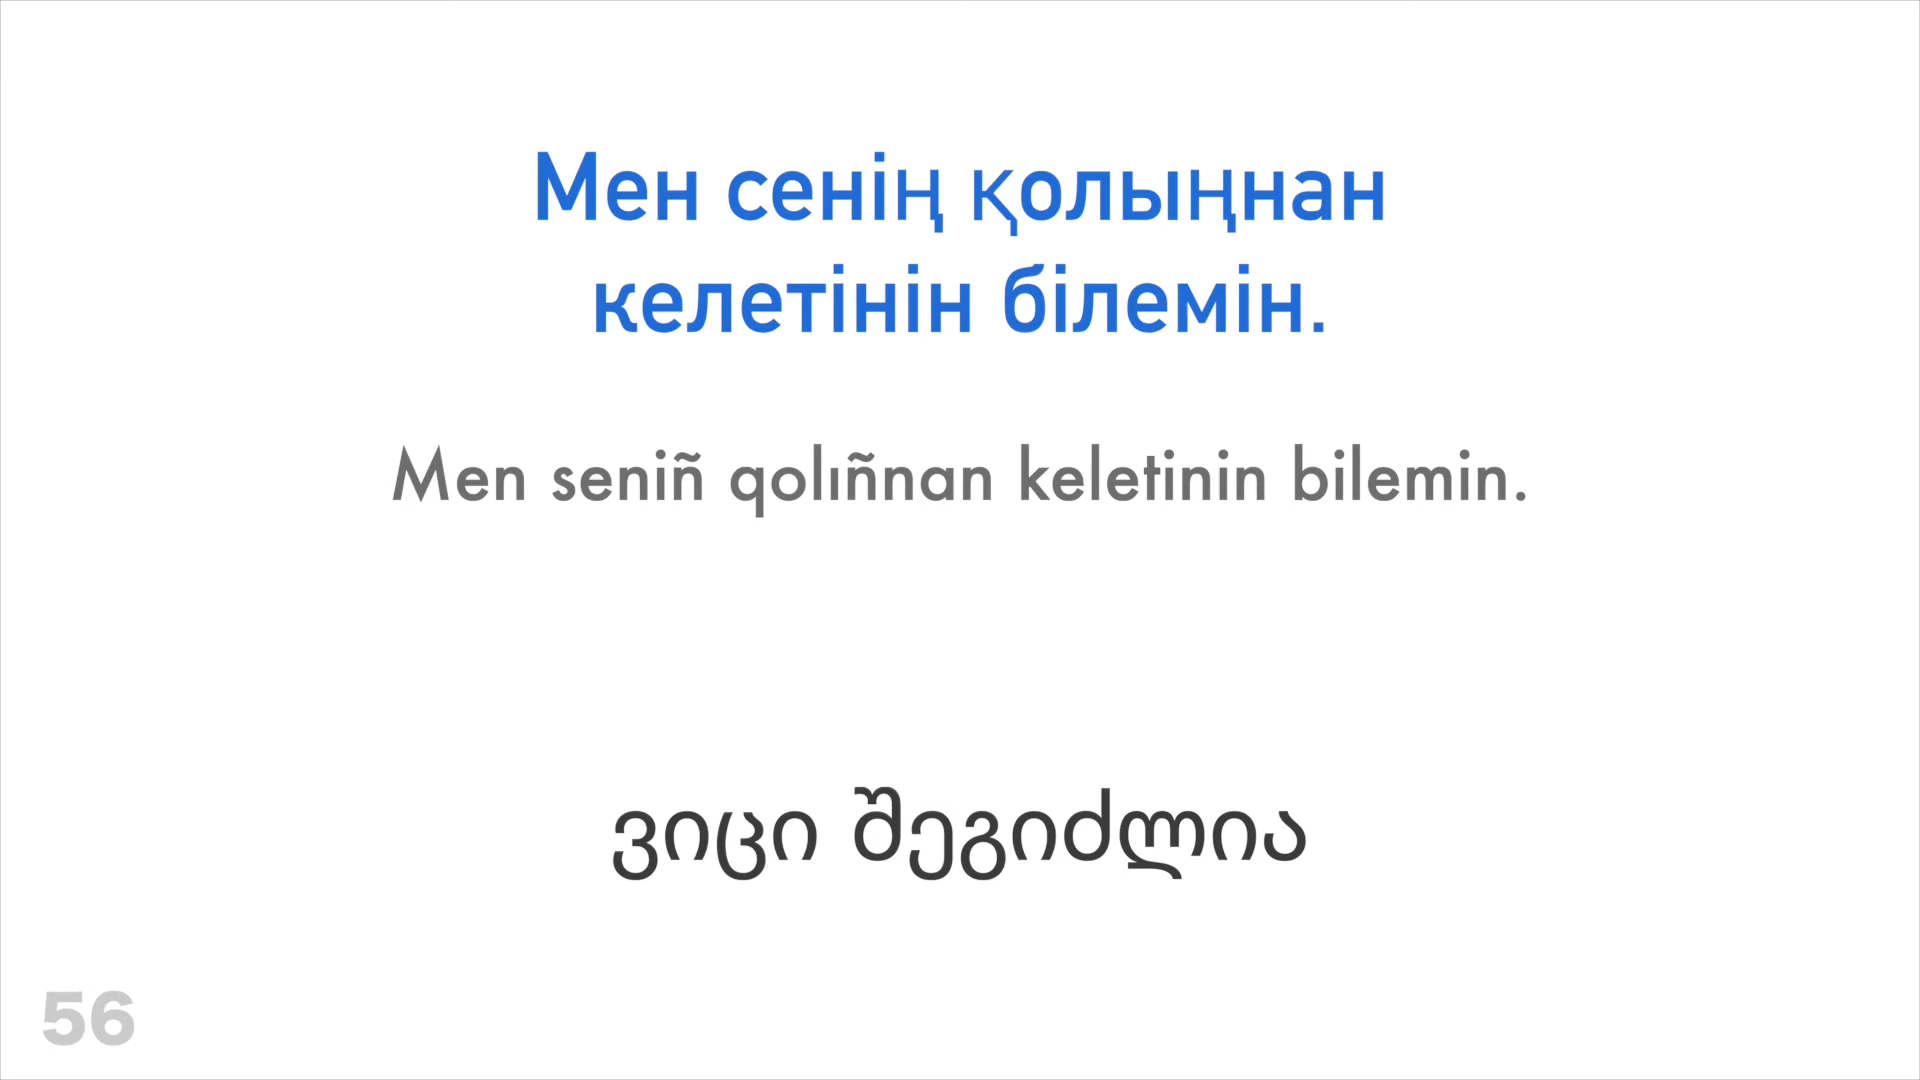 Мен сенің қолыңнан
келетінін білемін.
Men seniñ qolıñnan keletinin bilemin.
ვიცი შეგიძლია
56